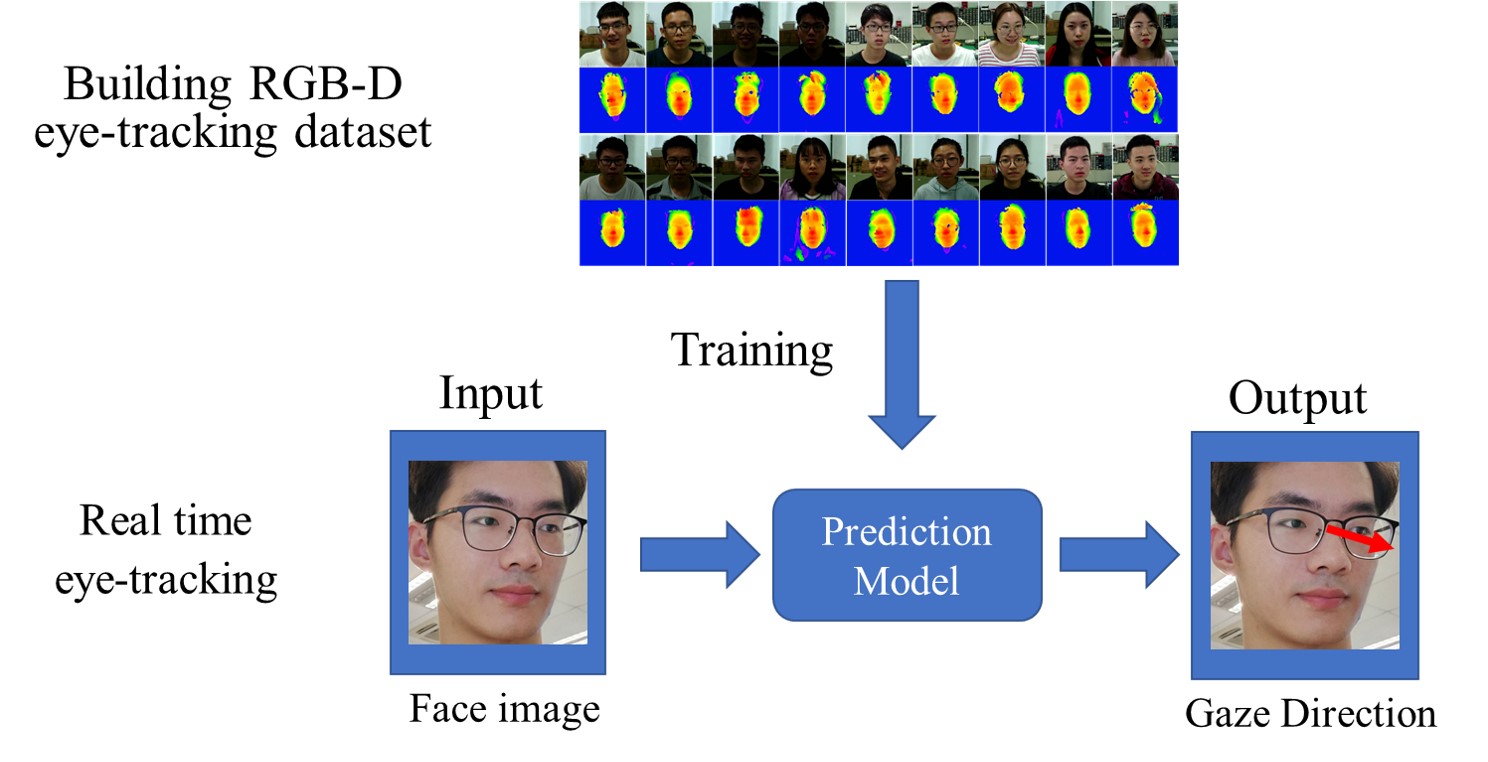 Building RGB-D
eye-tracking dataset
Training
Input
Output
Real time
eye-tracking
Prediction
Model
Face image
Gaze Direction